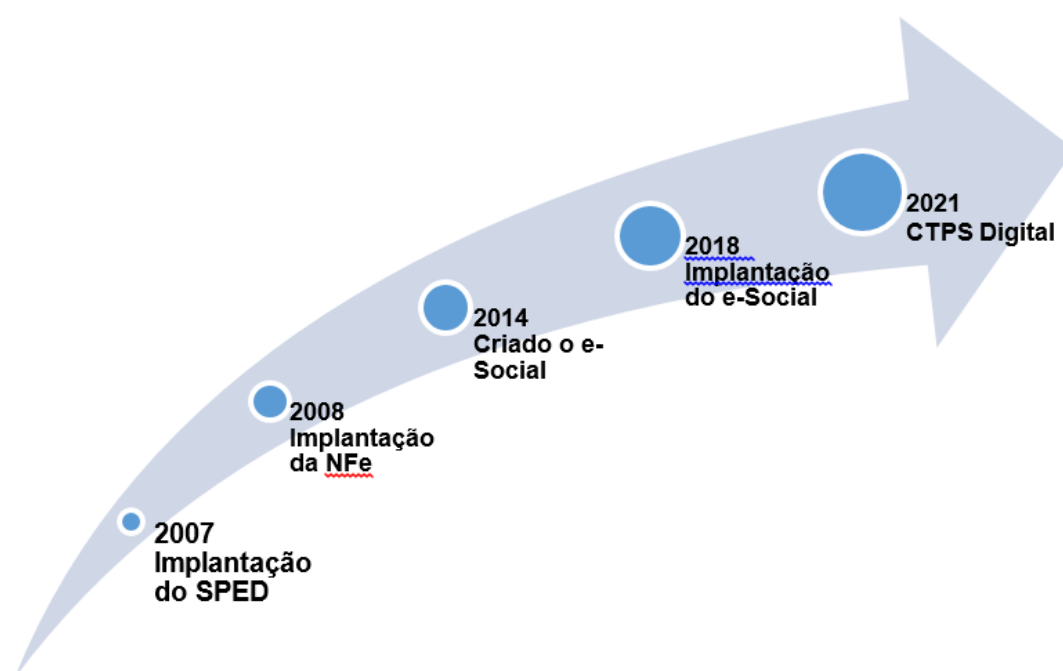 2007
Implantação
do SPED
2008
Implantação
da NFe
2014
Criado o e-
Social
2018
Implantação
do e-Social
2021
CTPS Digital